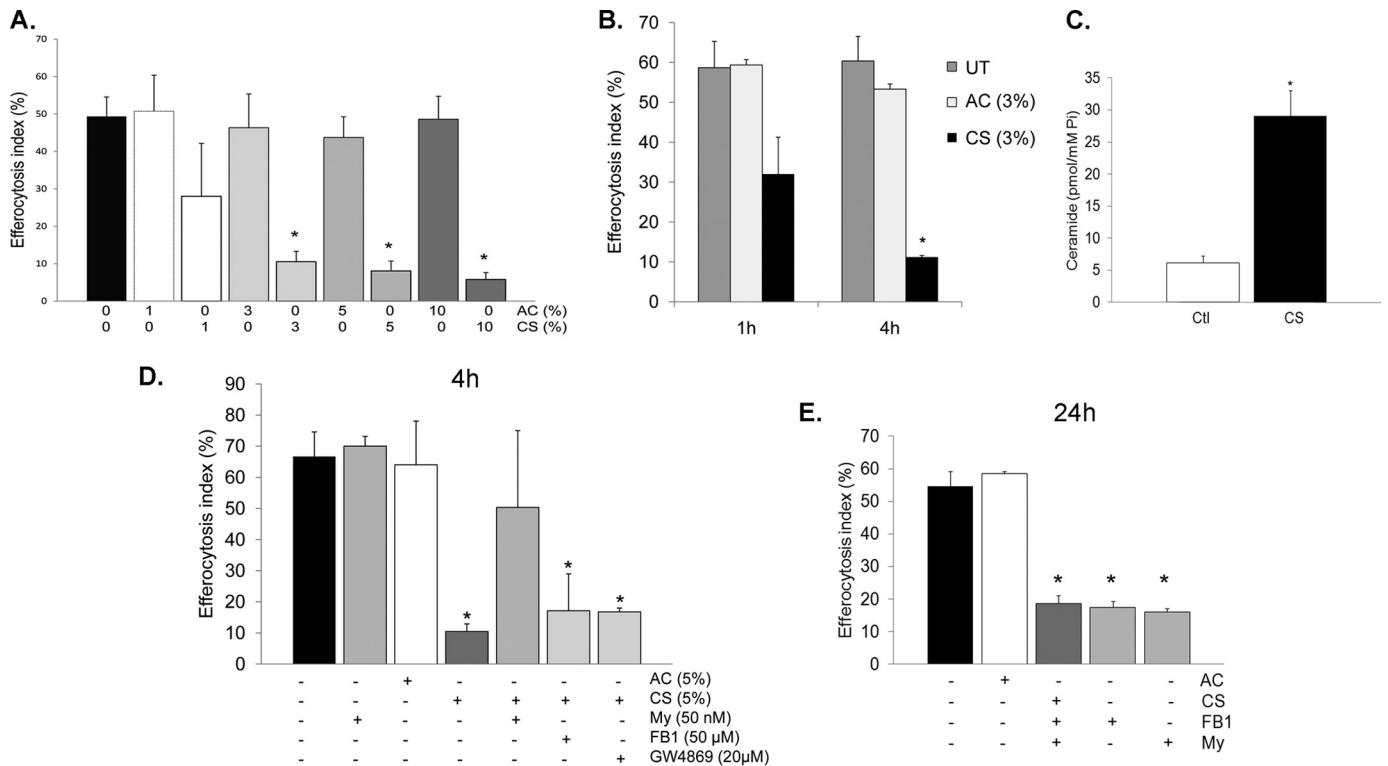 A.
70
60
50
40
30
20
10
0
Efferocytosis index (%)
*
*
*
0 1 0 3 0 5 0 10 0 AC (%)
0 0 1 0 3 0 5 0 10 CS (%)
B.
70
60
50
40
30
20
10
0
Efferocytosis index (%)
*
1h 4h
UT
AC (3%)
CS (3%)
C.
35
30
25
20
15
10
5
0
Ceramide (pmol/mM Pi)
*
Ctl CS
D.
4h
90
80
70
60
50
40
30
20
10
0
Efferocytosis index (%)
*
*
*
- - + - - - - AC (5%)
- - - + + + + CS (5%)
- + - - + - - My (50 nM)
- - - - - + - FB1 (50 µM)
- - - - - - + GW4869 (20µM)
E.
24h
70
60
50
40
30
20
10
0
Efferocytosis index (%)
* * *
- + - - - AC
- - + - - CS
- - + + - FB1
- - + - + My